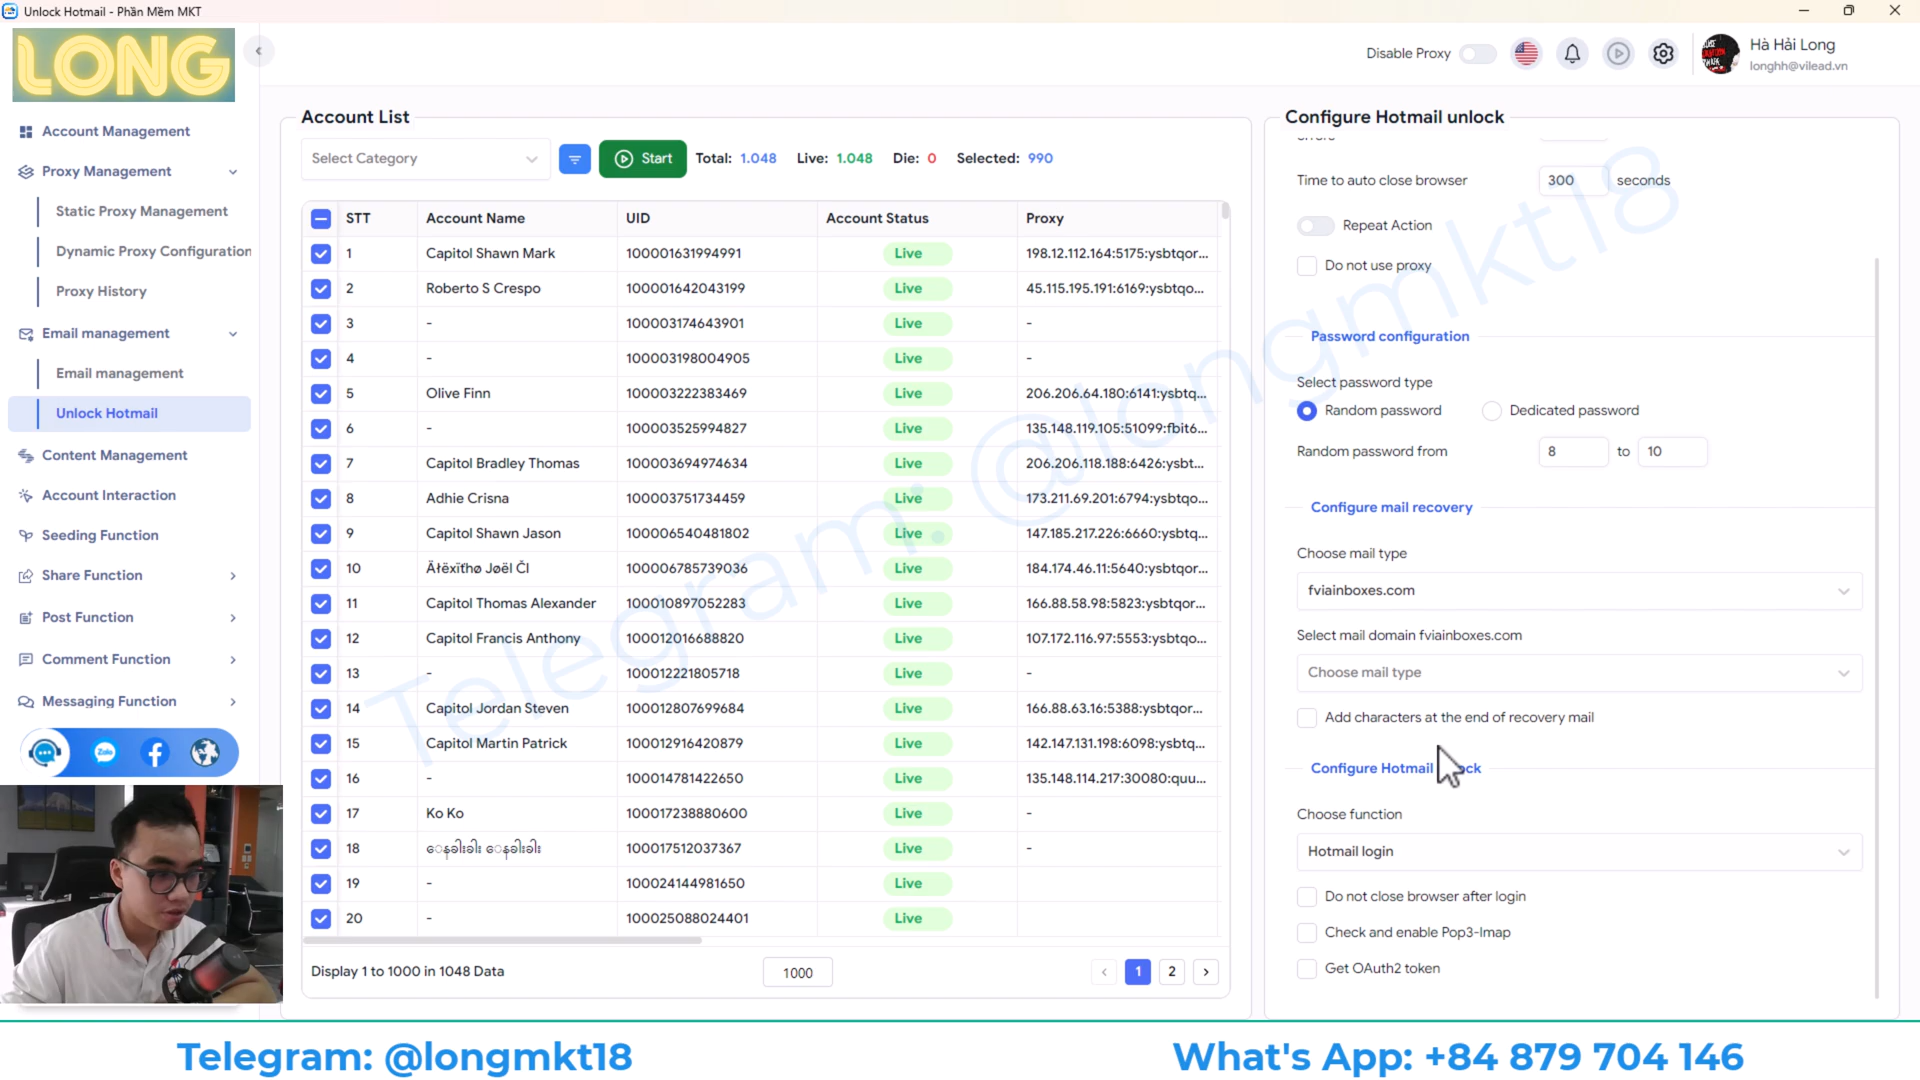 Unlock Hotmail - Phần Mềm MKT
LONG
Disable Proxy
Hà Hải Long
longhh@vilead.vn
Account Management
Proxy Management
Static Proxy Management
Dynamic Proxy Configuration
Proxy History
Email management
Email management
Unlock Hotmail
Content Management
Account Interaction
Seeding Function
Share Function
Post Function
Comment Function
Messaging Function
Zalo
Account List
Select Category
Start
Total: 1.048 Live: 1.048 Die: 0 Selected: 990
STT Account Name UID Account Status Proxy
1 Capitol Shawn Mark 100001631994991 Live 198.12.112.164:5175:ysbtqor...
2 Roberto S Crespo 100001642043199 Live 45.115.195.191:6169:ysbtqo...
3 - 100003174643901 Live -
4 - 100003198004905 Live -
5 Olive Finn 100003222383469 Live 206.206.64.180:6141:ysbtq...
6 - 100003525994827 Live 135.148.119.105:51099:fbit6...
7 Capitol Bradley Thomas 100003694974634 Live 206.206.118.188:6426:ysbt...
8 Adhie Crisna 100003751734459 Live 173.211.69.201:6794:ysbtqo...
9 Capitol Shawn Jason 100006540481802 Live 147.185.217.226:6660:ysbtq...
10 100006785739036 Live 184.174.46.11:5640:ysbtqor...
11 Capitol Thomas Alexander 100010897052283 Live 166.88.58.98:5823:ysbtqor...
12 Capitol Francis Anthony 100012016688820 Live 107.172.116.97:5553:ysbtqo...
13 - 100012221805718 Live -
14 Capitol Jordan Steven 100012807699684 Live 166.88.63.16:5388:ysbtqor...
15 Capitol Martin Patrick 100012916420879 Live 142.147.131.198:6098:ysbtq...
16 - 100014781422650 Live 135.148.114.217:30080:quu...
17 Ko Ko 100017238880600 Live -
18 100017512037367 Live -
19 - 100024144981650 Live
20 - 100025088024401 Live
Display 1 to 1000 in 1048 Data
1000
1 2
Configure Hotmail unlock
Time to auto close browser 300 seconds
Repeat Action
Do not use proxy
Password configuration
Select password type
Random password Dedicated password
Random password from 8 to 10
Configure mail recovery
Choose mail type
fviainboxes.com
Select mail domain fviainboxes.com
Choose mail type
Add characters at the end of recovery mail
Configure Hotmail
Choose function
Hotmail login
Do not close browser after login
Check and enable Pop3-Imap
Get OAuth2 token
Telegram: @longmkt18
Telegram: @longmkt18
What's App: +84 879 704 146